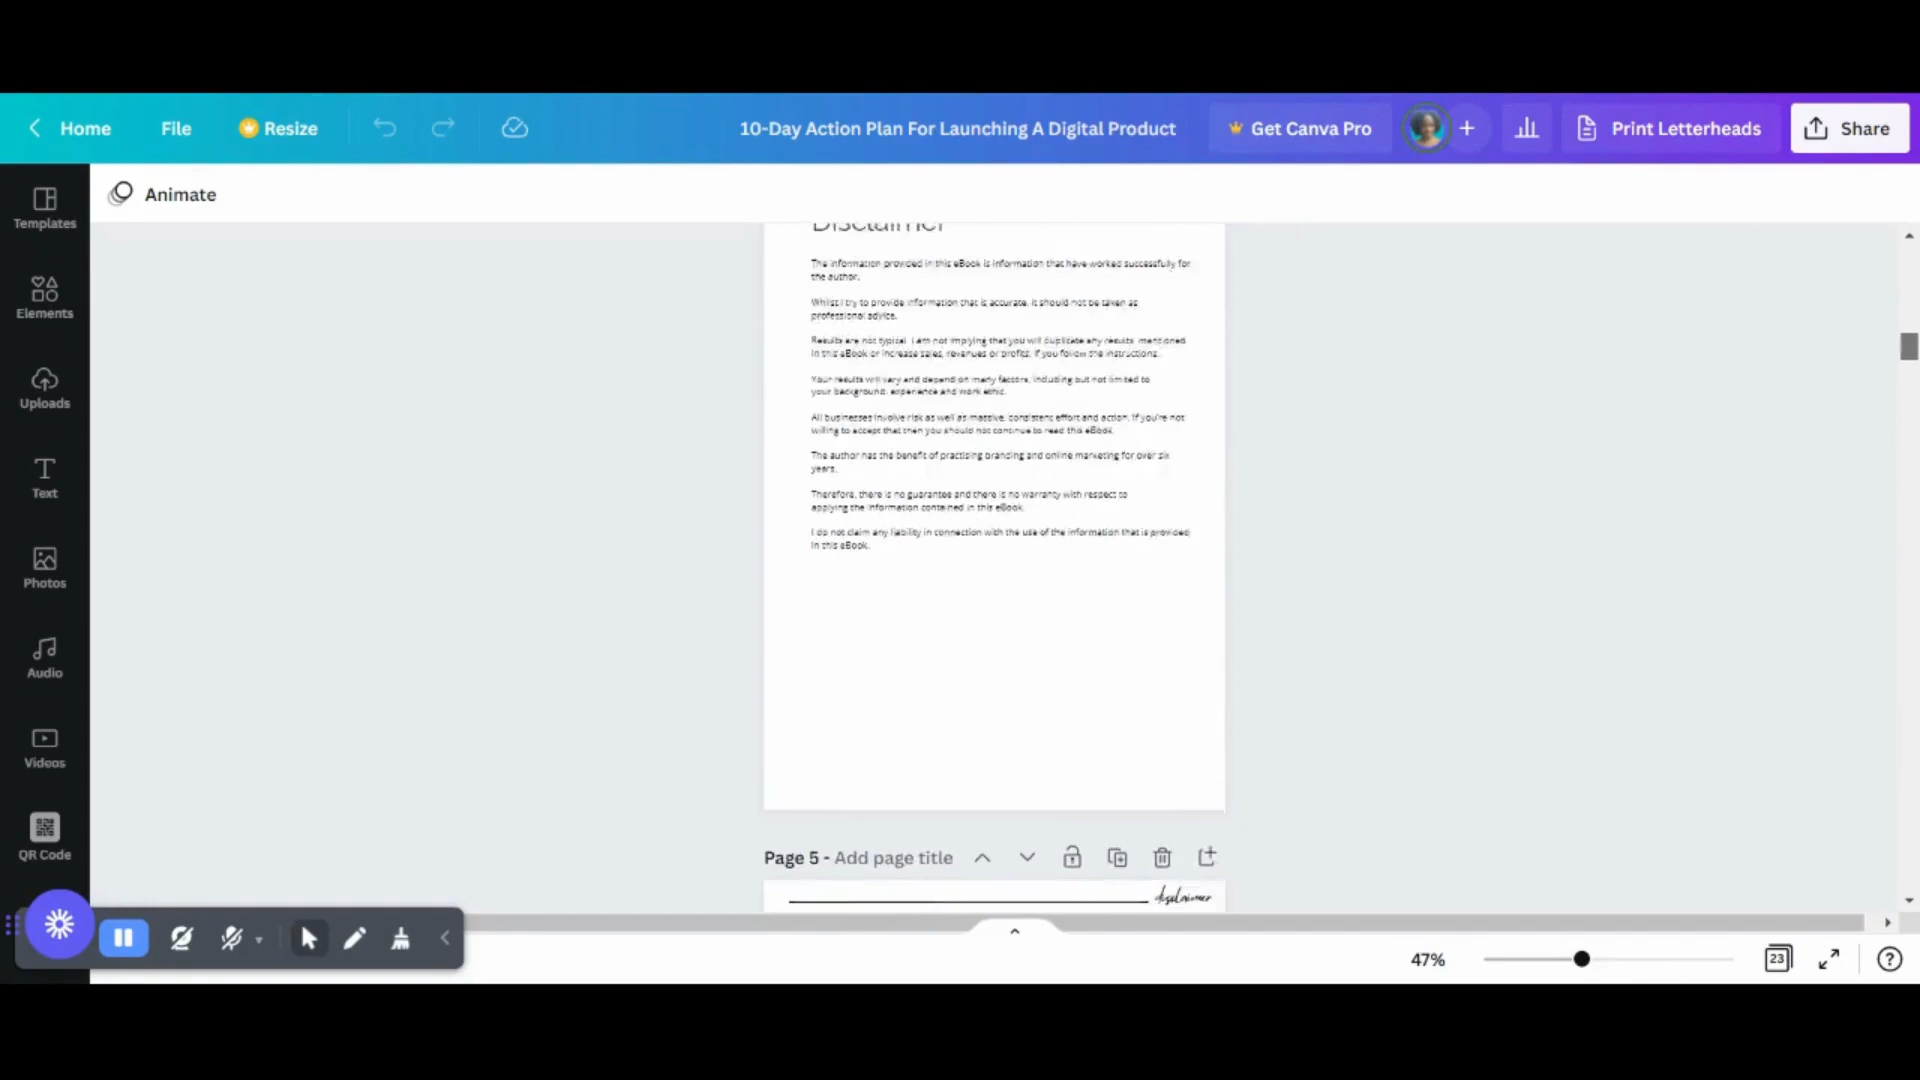 Home File Resize 10-Day Action Plan For Launching A Digital Product Get Canva Pro Print Letterheads Share
Animate
Templates
Elements
Uploads
Text
Photos
Audio
Videos
QR Code
Disclaimer
The information provided in this eBook is information that have worked successfully for
the author.
Whilst I try to provide information that is accurate, it should not be taken as
professional advice.
Results are not typical. I am not implying that you will duplicate any results mentioned
in this eBook or increase sales, revenues or profits, if you follow the instructions.
Your results will vary and depend on many factors, including but not limited to
your background, experience and work ethic.
All businesses involve risk as well as massive, consistent effort and action. If you're not
willing to accept that then you should not continue to read this eBook.
The author has the benefit of practising branding and online marketing for over six
years.
Therefore, there is no guarantee and there is no warranty with respect to
applying the information contained in this eBook.
I do not claim any liability in connection with the use of the information that is provided
in this eBook.
Page 5 - Add page title
disclaimer
47% 23 ?